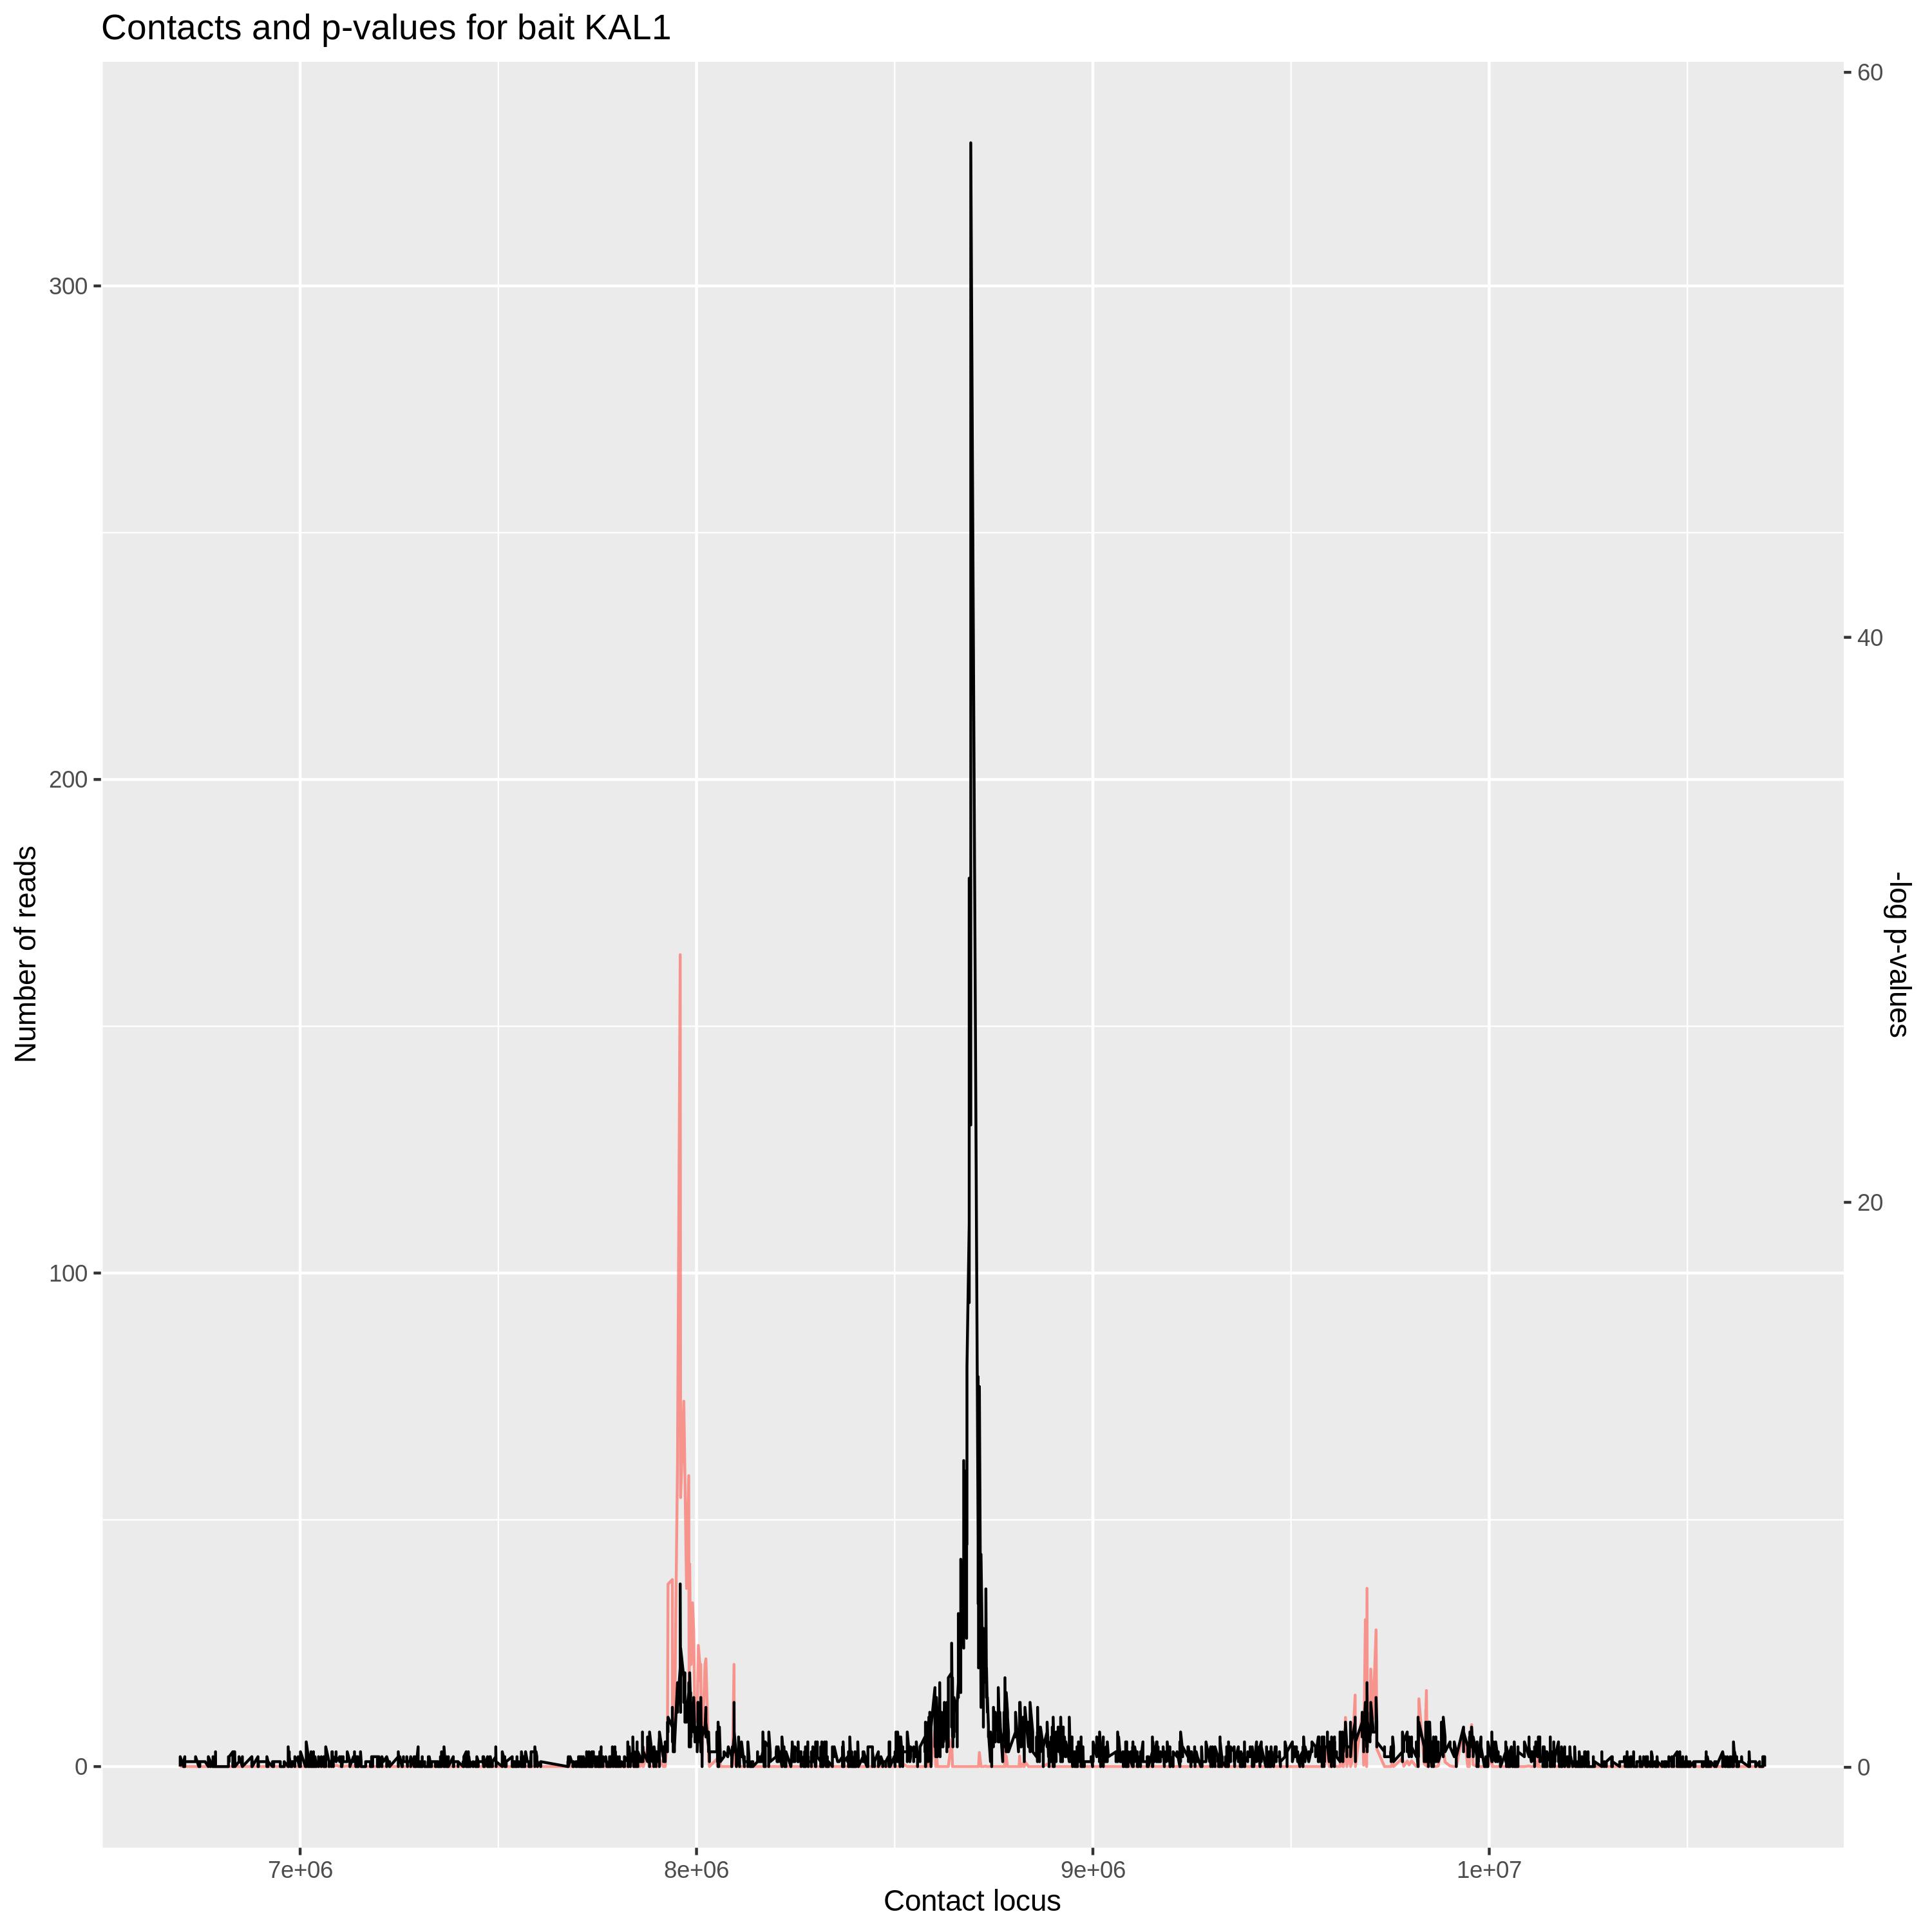 Contacts and p-values for bait KAL1
60
300
40
200
Number of reads
-log p-values
20
100
0
0
7e+06
8e+06
9e+06
1e+07
Contact locus